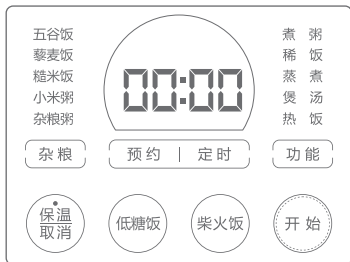 五谷饭
藜麦饭
糙米饭
小米粥
杂粮粥
00:00
煮粥
稀饭
蒸煮
煲汤
热饭
杂粮
预约 | 定时
功能
保温
取消
低糖饭
柴火饭
开始